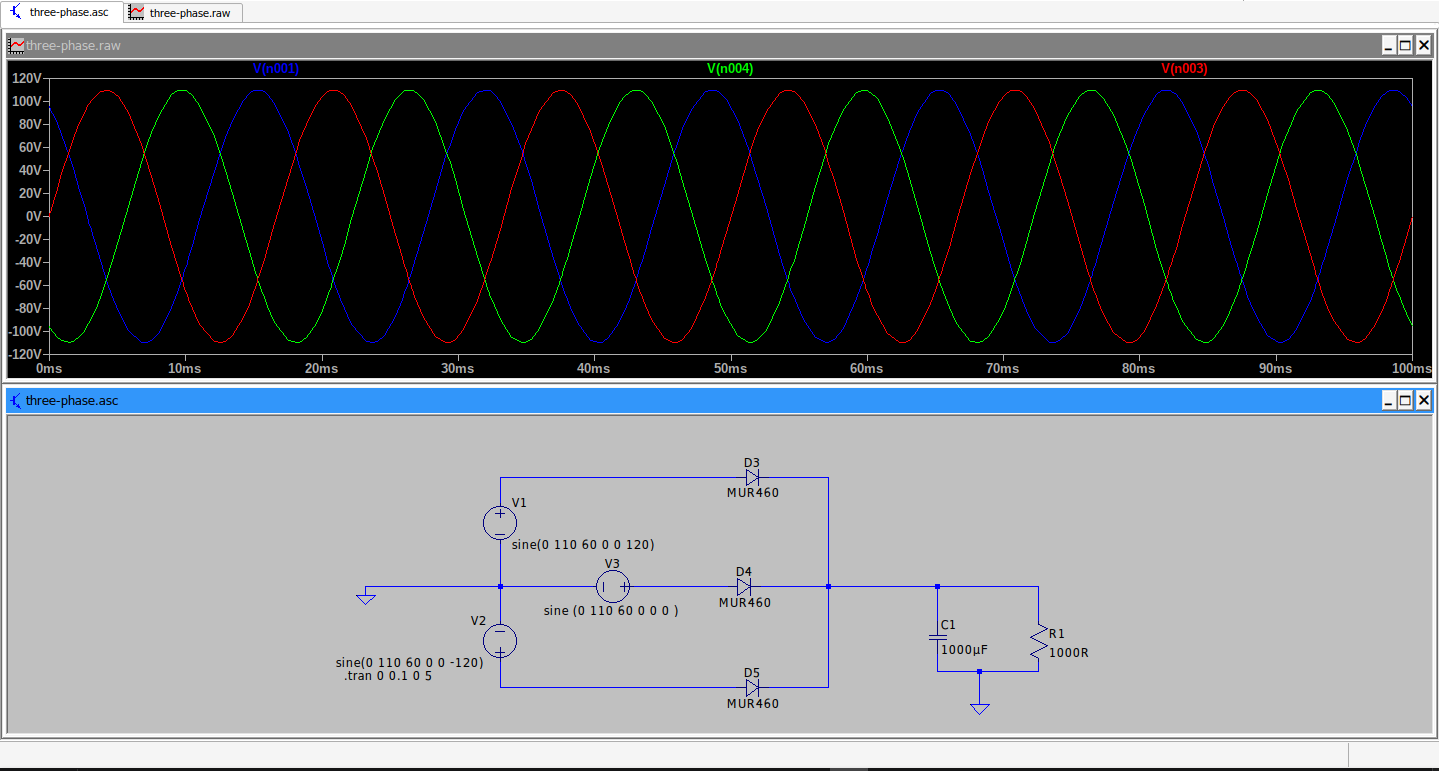 three-phase.asc three-phase.raw
three-phase.raw
V(n001) V(n004) V(n003)
120V
100V
80V
60V
40V
20V
0V
-20V
-40V
-60V
-80V
-100V
-120V
0ms 10ms 20ms 30ms 40ms 50ms 60ms 70ms 80ms 90ms 100ms
three-phase.asc
D3
MUR460
V1
sine(0 110 60 0 0 120)
V3
sine (0 110 60 0 0 0 )
D4
MUR460
V2
sine(0 110 60 0 0 -120)
.tran 0 0.1 0 5
D5
MUR460
C1
1000µF
R1
1000R